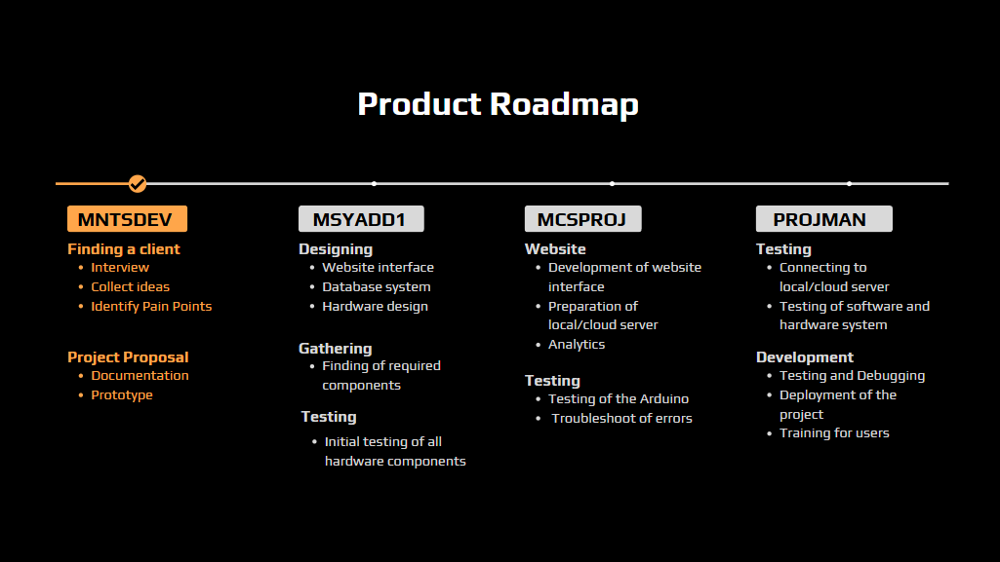 Product Roadmap
MNTSDEV
Finding a client
• Interview
• Collect ideas
• Identify Pain Points
Project Proposal
• Documentation
• Prototype
MSYADD1
Designing
• Website interface
• Database system
• Hardware design
Gathering
• Finding of required
components
Testing
• Initial testing of all
hardware components
MCSPROJ
Website
• Development of website
interface
• Preparation of
local/cloud server
• Analytics
Testing
• Testing of the Arduino
• Troubleshoot of errors
PROJMAN
Testing
• Connecting to
local/cloud server
• Testing of software and
hardware system
Development
• Testing and Debugging
• Deployment of the
project
• Training for users